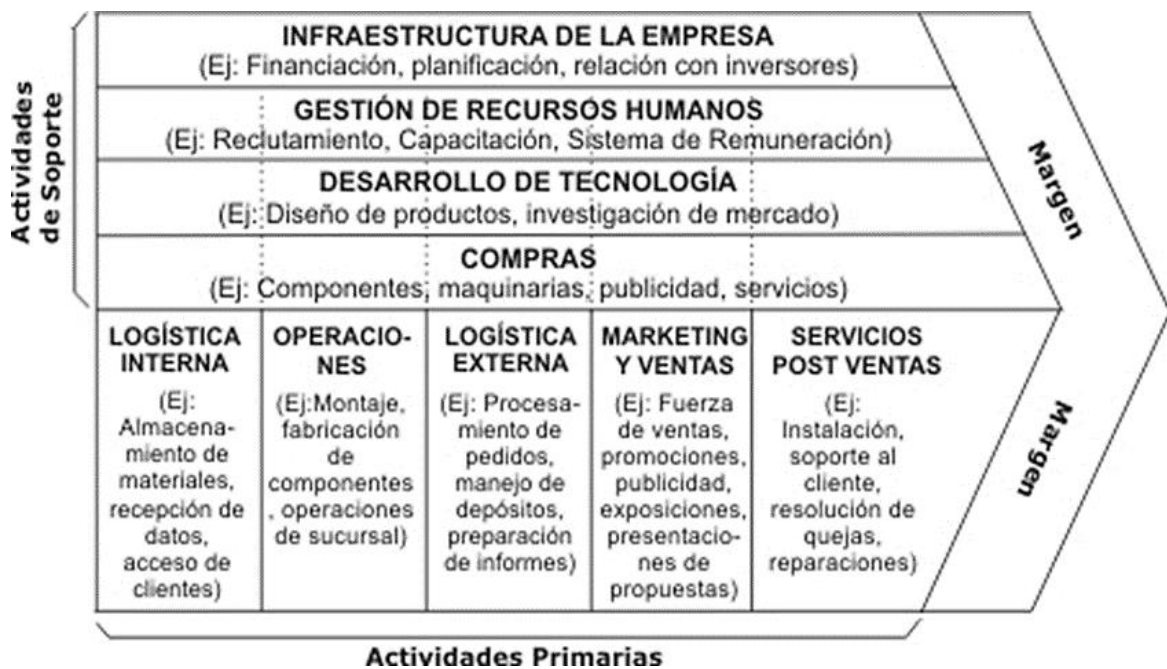 Actividades
de Soporte
INFRAESTRUCTURA DE LA EMPRESA
(Ej: Financiación, planificación, relación con inversores)
GESTIÓN DE RECURSOS HUMANOS
(Ej: Reclutamiento, Capacitación, Sistema de Remuneración)
DESARROLLO DE TECNOLOGÍA
(Ej: Diseño de productos, investigación de mercado)
COMPRAS
(Ej: Componentes, maquinarias, publicidad, servicios)
Margen
LOGÍSTICA
INTERNA
(Ej:
Almacena-
miento de
materiales,
recepción de
datos,
acceso de
clientes)
OPERACIO-
NES
(Ej:Montaje,
fabricación
de
componentes
, operaciones
de sucursal)
LOGÍSTICA
EXTERNA
(Ej: Procesa-
miento de
pedidos,
manejo de
depósitos,
preparación
de informes)
MARKETING
Y VENTAS
(Ej: Fuerza
de ventas,
promociones,
publicidad,
exposiciones,
presentacio-
nes de
propuestas)
SERVICIOS
POST VENTAS
(Ej:
Instalación,
soporte al
cliente,
resolución de
quejas,
reparaciones)
Margen
Actividades Primarias